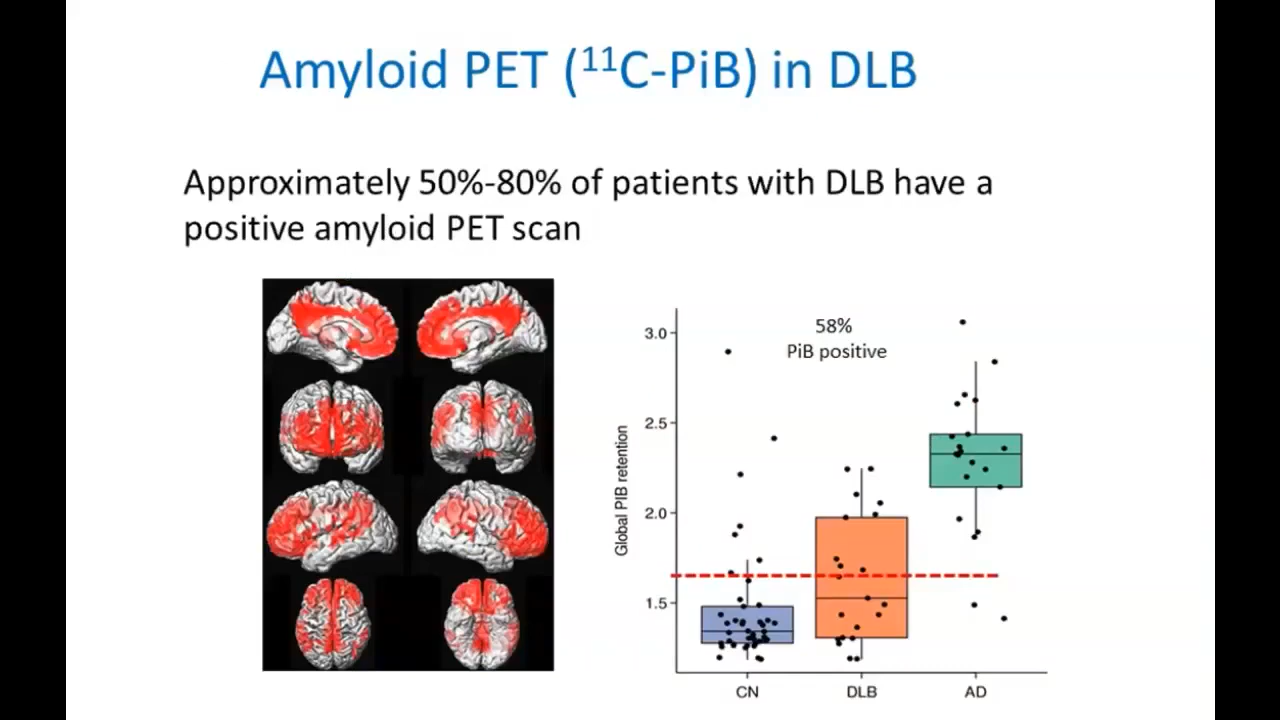 Amyloid PET (¹¹C-PiB) in DLB
Approximately 50%-80% of patients with DLB have a
positive amyloid PET scan
58%
PiB positive
Global PIB retention
3.0
2.5
2.0
1.5
CN DLB AD